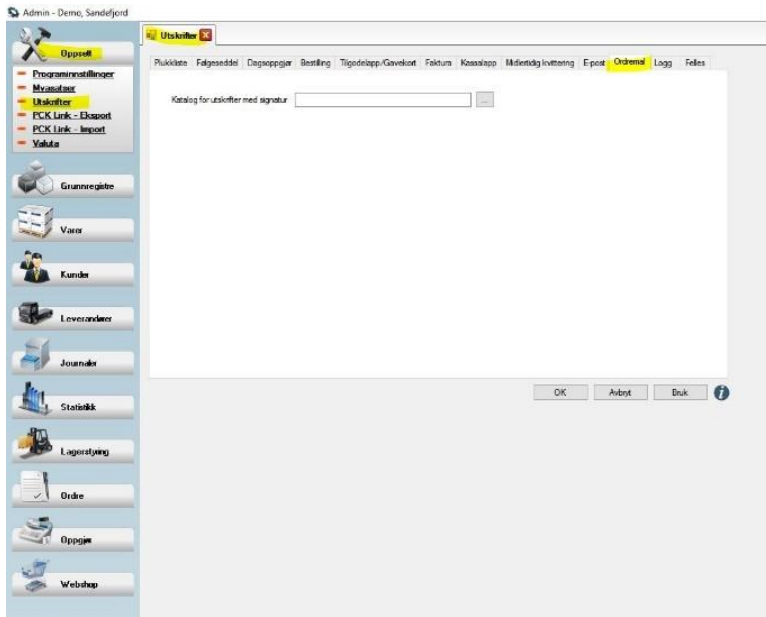 Admin - Demo, Sandefjord
Oppsett
Programinnstillinger
Mvasatser
Utskrifter
PCK Link - Eksport
PCK Link - Import
Valuta
Grunnregistre
Varer
Kunder
Leverandører
Journaler
Statistikk
Lagerstyring
Ordre
Oppgjør
Webshop
Utskrifter
Plukkliste Følgeseddel Dagsoppgjør Bestilling Tilgodelapp/Gavekort Faktura Kassalapp Midlertidig kvittering E-post Ordremal Logg Felles
Katalog for utskrifter med signatur ...
OK Avbryt Bruk